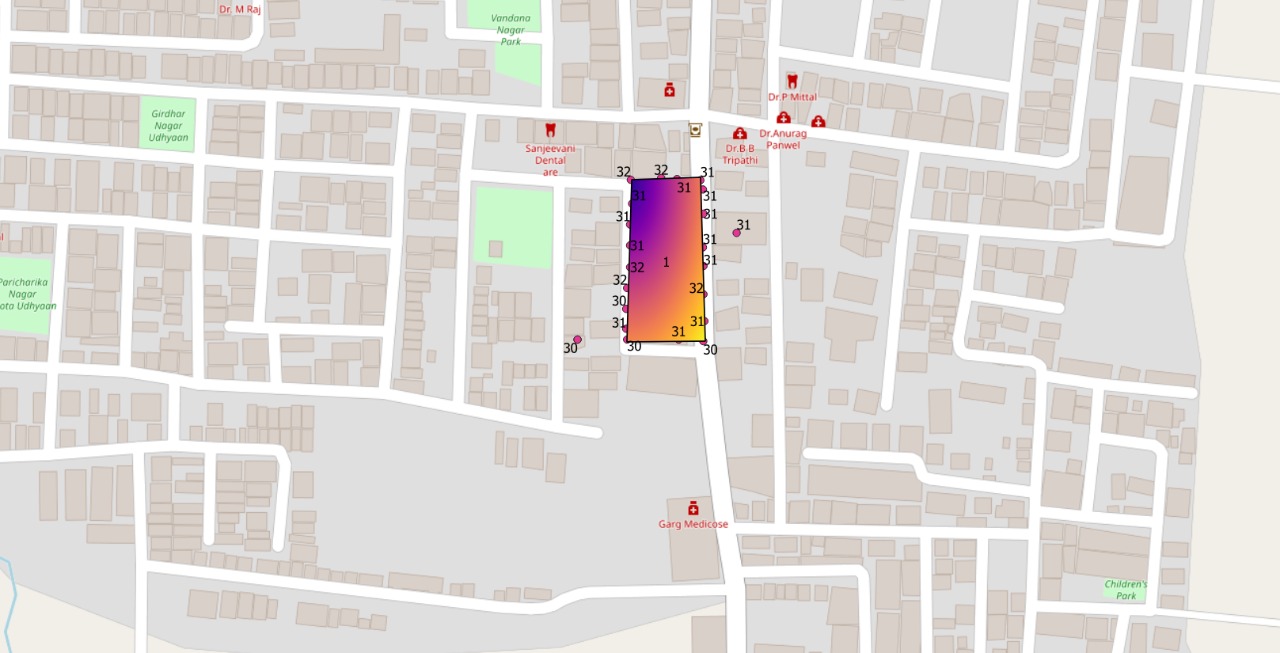 Dr. M Raj
Vandana
Nagar
Park
Dr.P Mittal
Girdhar
Nagar
Udhyaan
Sanjeevani
Dental
are
Dr.B B
Tripathi
Dr.Anurag
Panwel
32
32
31
31
31
31
31
31
31
31
31
31
1
32
32
32
30
31
31
31
30
30
30
al
Paricharika
Nagar
ota Udhyaan
Garg Medicose
Children's
Park